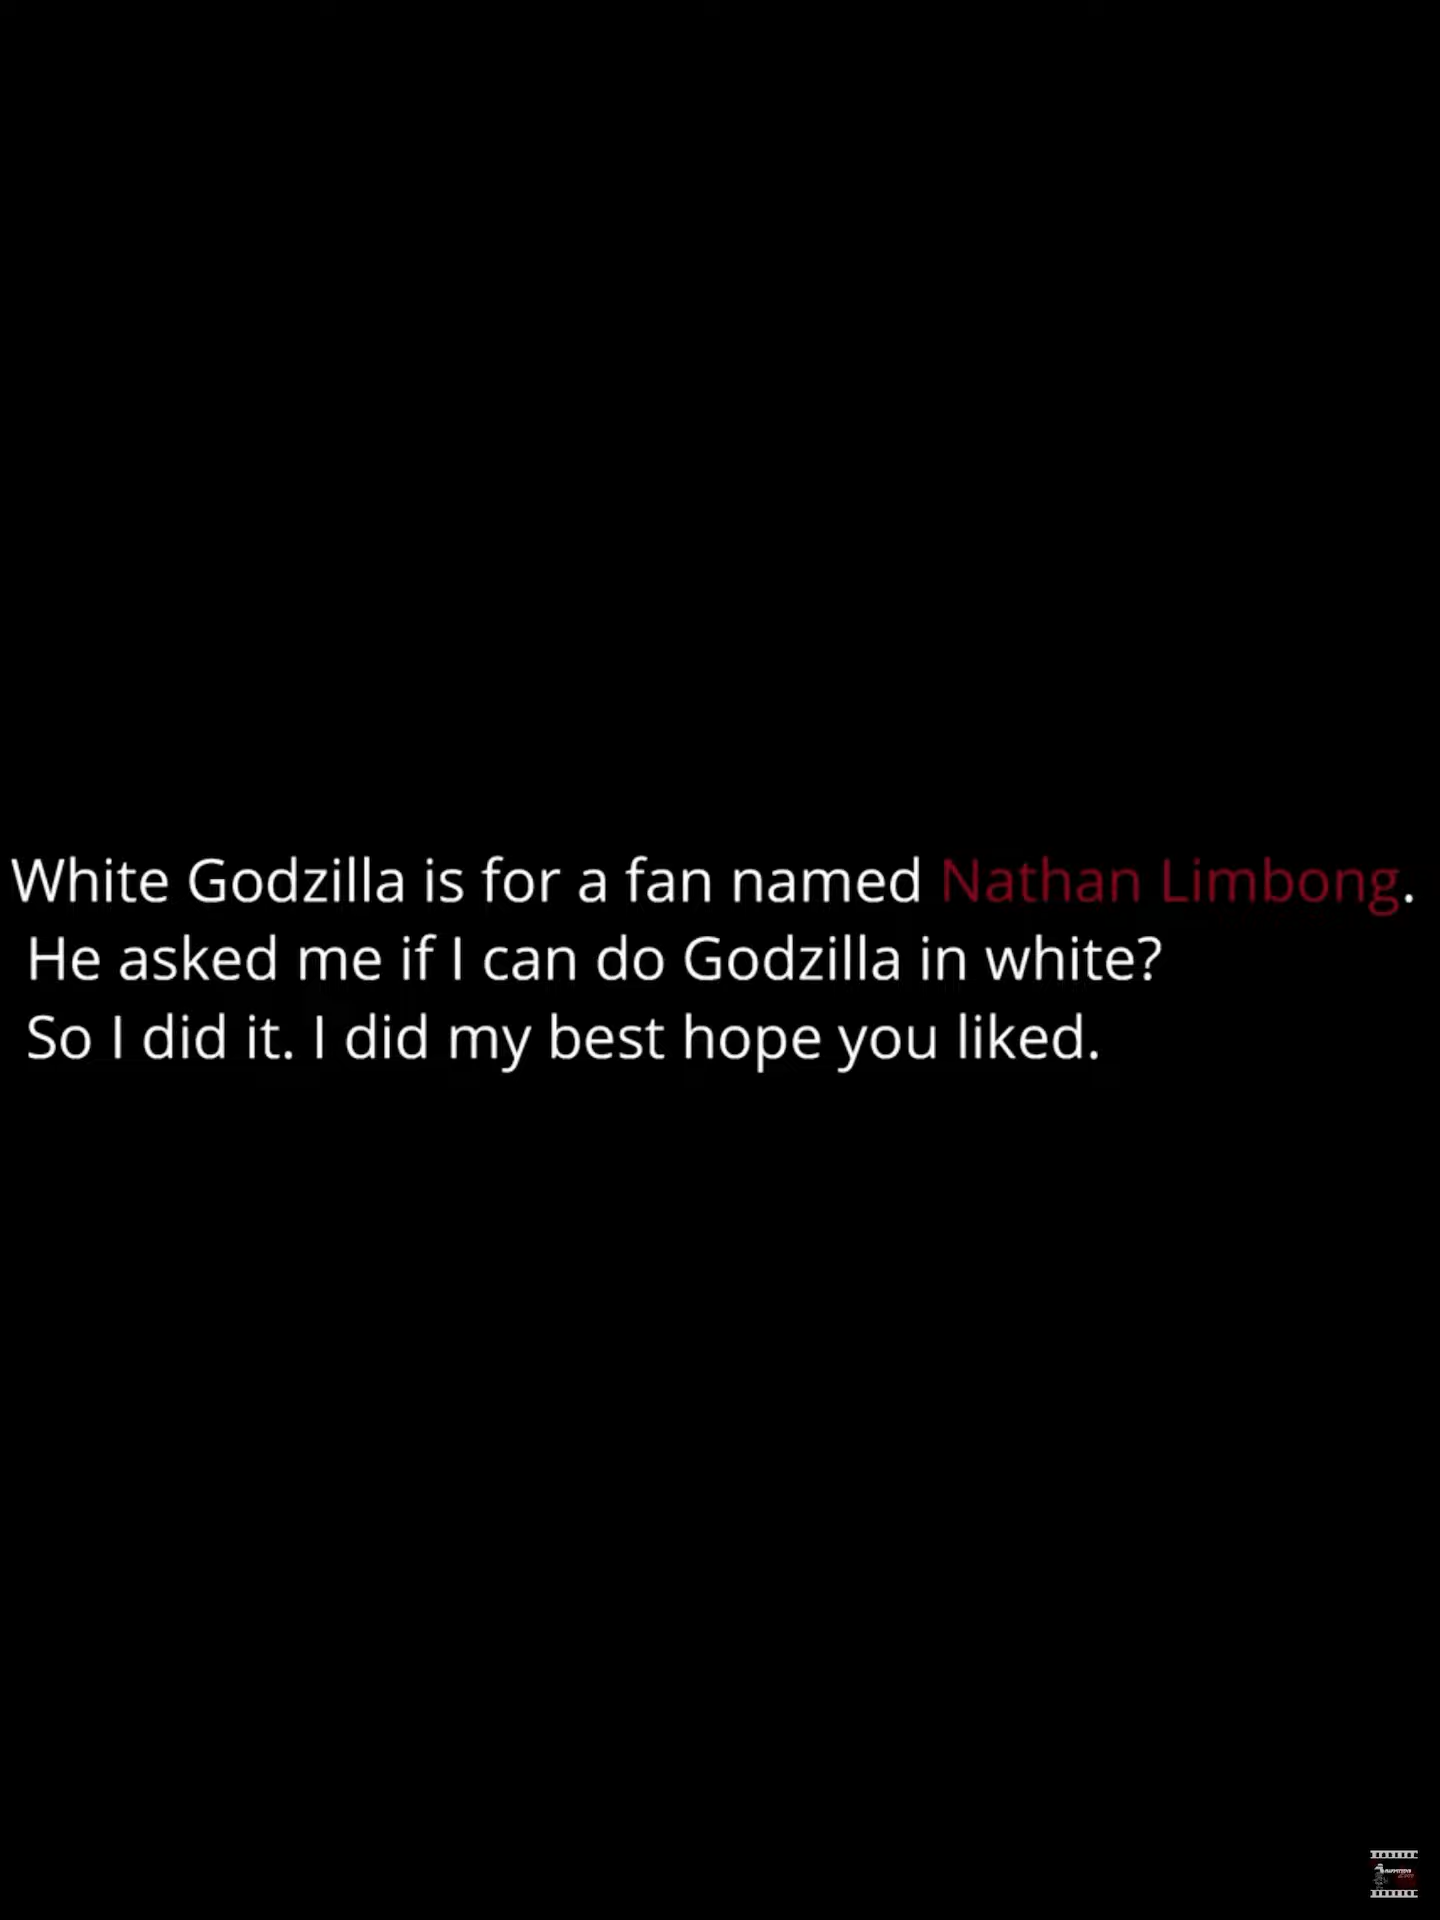 White Godzilla is for a fan named Nathan Limbong.
He asked me if I can do Godzilla in white?
So I did it. I did my best hope you liked.